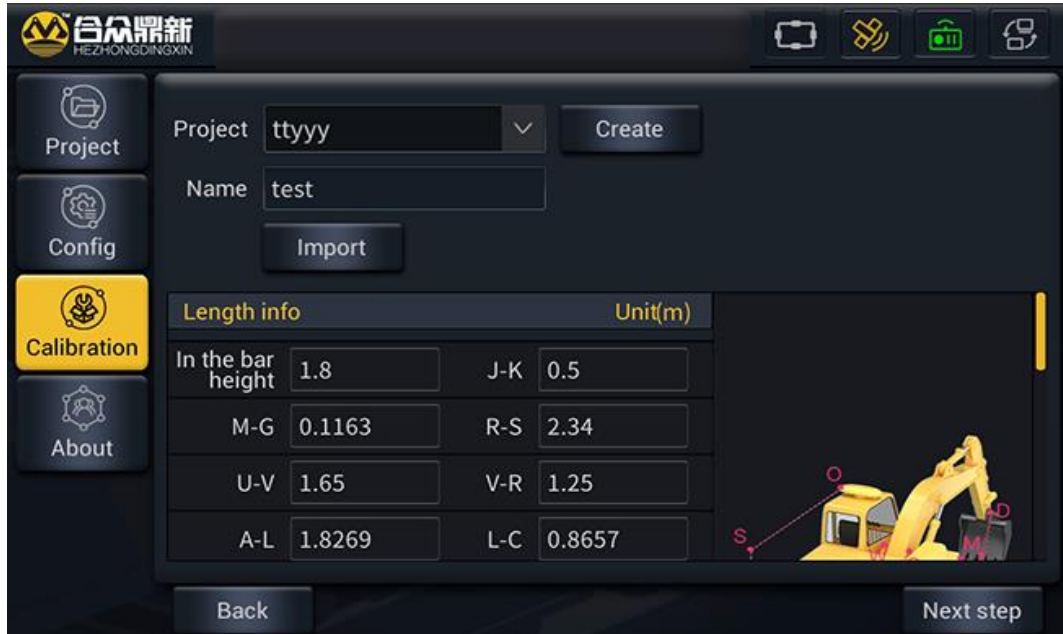 合众鼎新™
HEZHONGDINGXIN
Project
Config
Calibration
About
Project ttyyy Create
Name test
Import
Length info Unit(m)
In the bar
height 1.8 J-K 0.5
M-G 0.1163 R-S 2.34
U-V 1.65 V-R 1.25
A-L 1.8269 L-C 0.8657
O
D
S
M
Back Next step